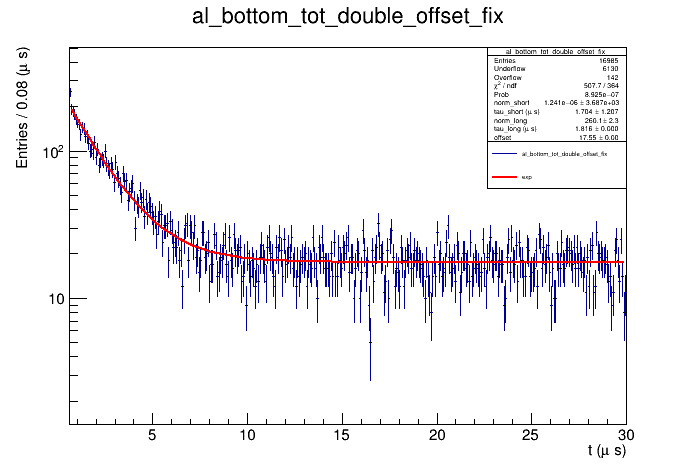 al_bottom_tot_double_offset_fix
Entries / 0.08 (μ s)
al_bottom_tot_double_offset_fix
Entries 16985
Underflow 6130
Overflow 142
χ² / ndf 507.7 / 364
Prob 8.925e−07
norm_short 1.241e−06 ± 3.687e+03
tau_short (μ s) 1.704 ± 1.207
norm_long 260.1 ± 2.3
tau_long (μ s) 1.816 ± 0.000
offset 17.55 ± 0.00
al_bottom_tot_double_offset_fix
exp
10²
10
5 10 15 20 25 30
t (μ s)